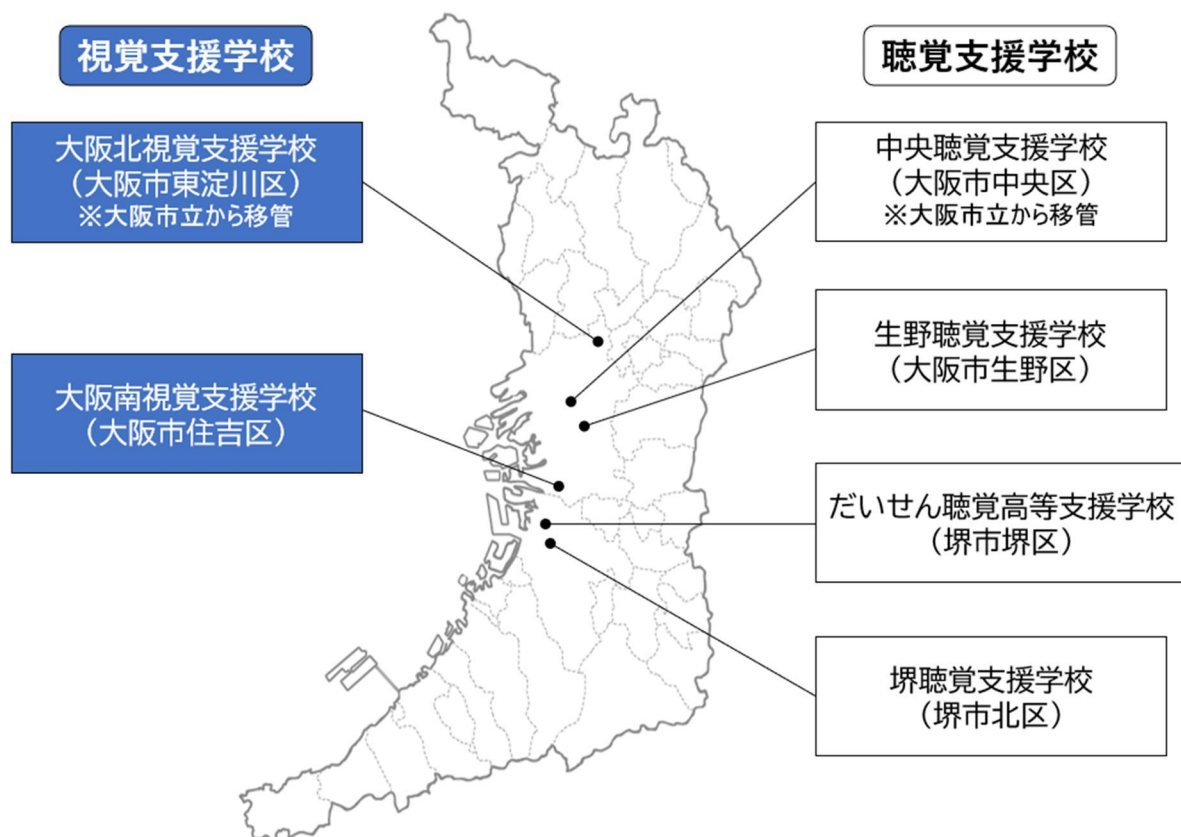 視覚支援学校
大阪北視覚支援学校
（大阪市東淀川区）
※大阪市立から移管
大阪南視覚支援学校
（大阪市住吉区）
聴覚支援学校
中央聴覚支援学校
（大阪市中央区）
※大阪市立から移管
生野聴覚支援学校
（大阪市生野区）
だいせん聴覚高等支援学校
（堺市堺区）
堺聴覚支援学校
（堺市北区）